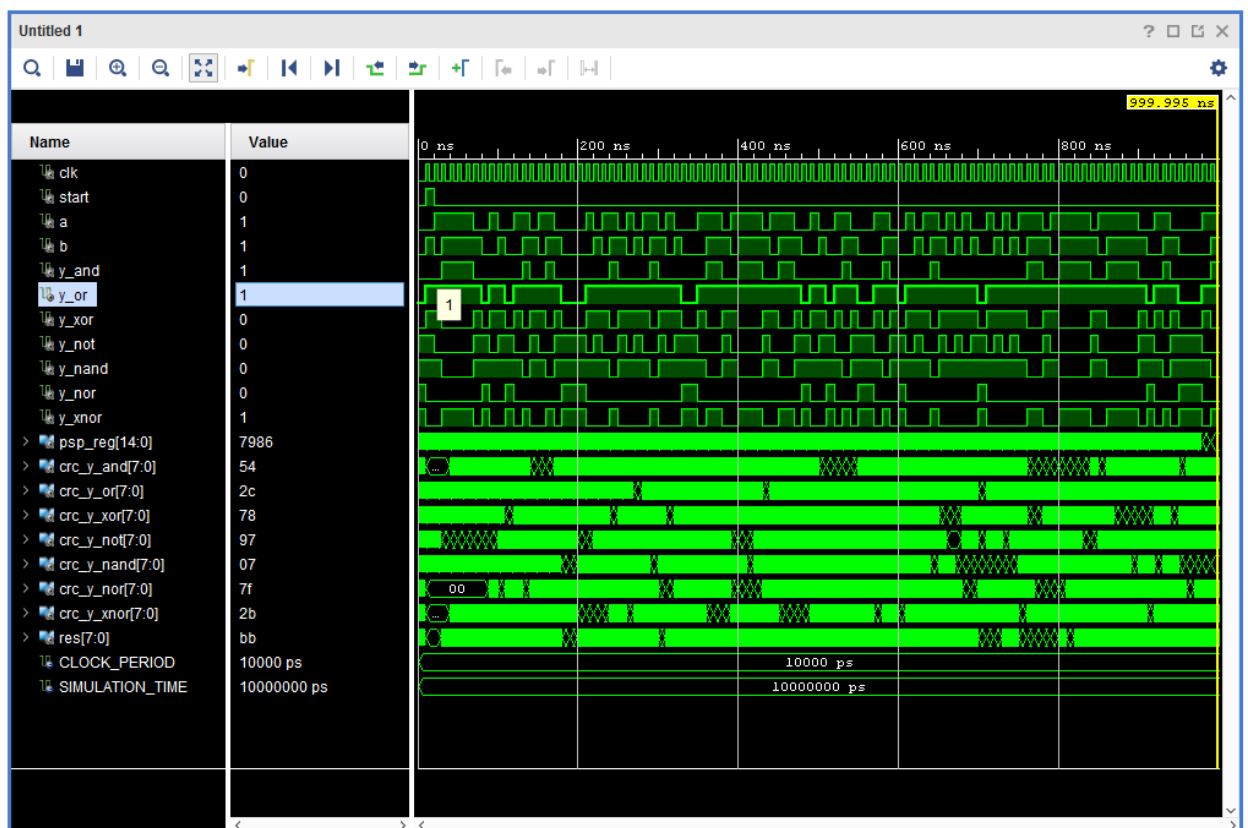 Untitled 1
999.995 ns
Name Value 0 ns 200 ns 400 ns 600 ns 800 ns
clk 0
start 0
a 1
b 1
y_and 1
y_or 1 1
y_xor 0
y_not 0
y_nand 0
y_nor 0
y_xnor 1
psp_reg[14:0] 7986
crc_y_and[7:0] 54 ...
crc_y_or[7:0] 2c
crc_y_xor[7:0] 78
crc_y_not[7:0] 97
crc_y_nand[7:0] 07
crc_y_nor[7:0] 7f 00
crc_y_xnor[7:0] 2b ...
res[7:0] bb
CLOCK_PERIOD 10000 ps 10000 ps
SIMULATION_TIME 10000000 ps 10000000 ps